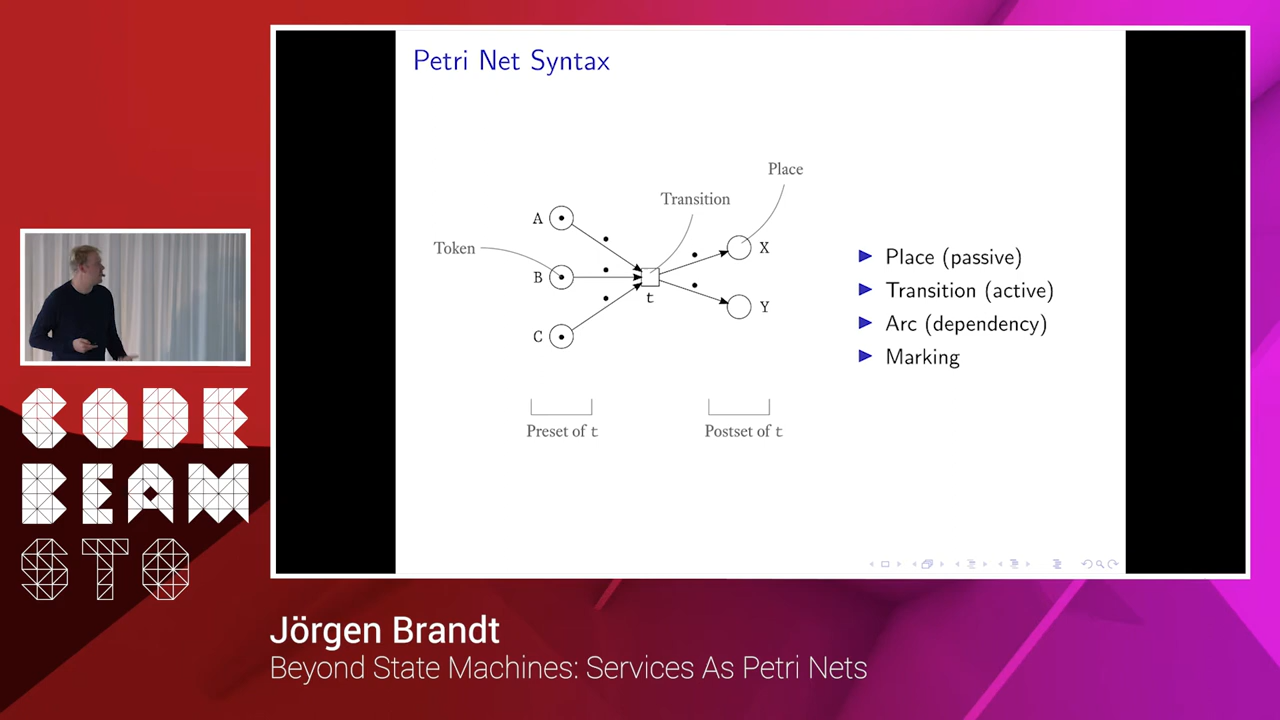 Petri Net Syntax
Place
Transition
A
Token
X
B
t
Y
C
Preset of t
Postset of t
Place (passive)
Transition (active)
Arc (dependency)
Marking
CODE
BEAM
STO
Jörgen Brandt
Beyond State Machines: Services As Petri Nets